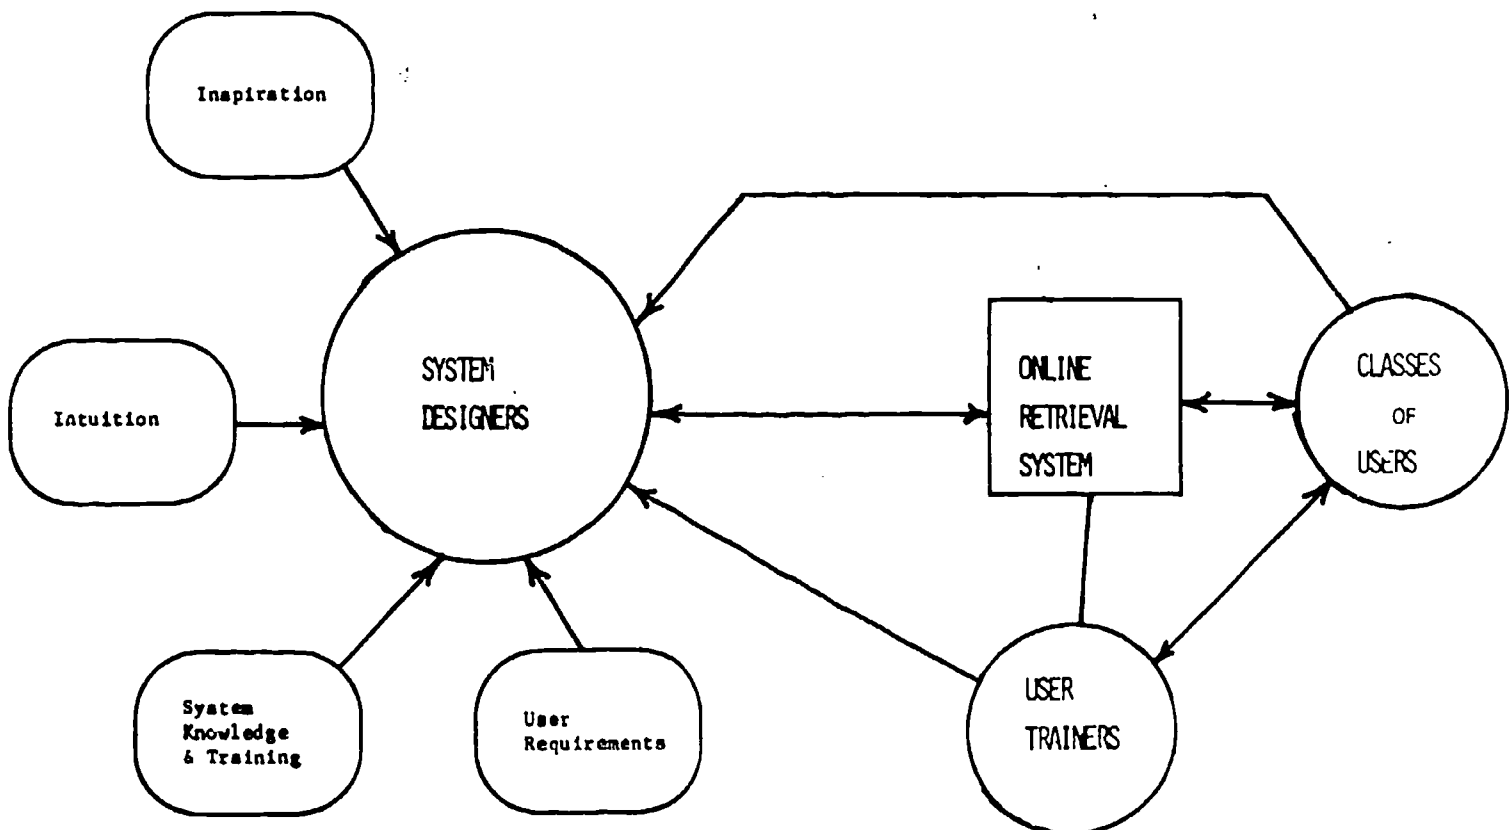 Inspiration
SYSTEM
DESIGNERS
ONLINE
RETRIEVAL
SYSTEM
CLASSES
OF
USERS
Intuition
System
Knowledge
& Training
User
Requirements
USER
TRAINERS